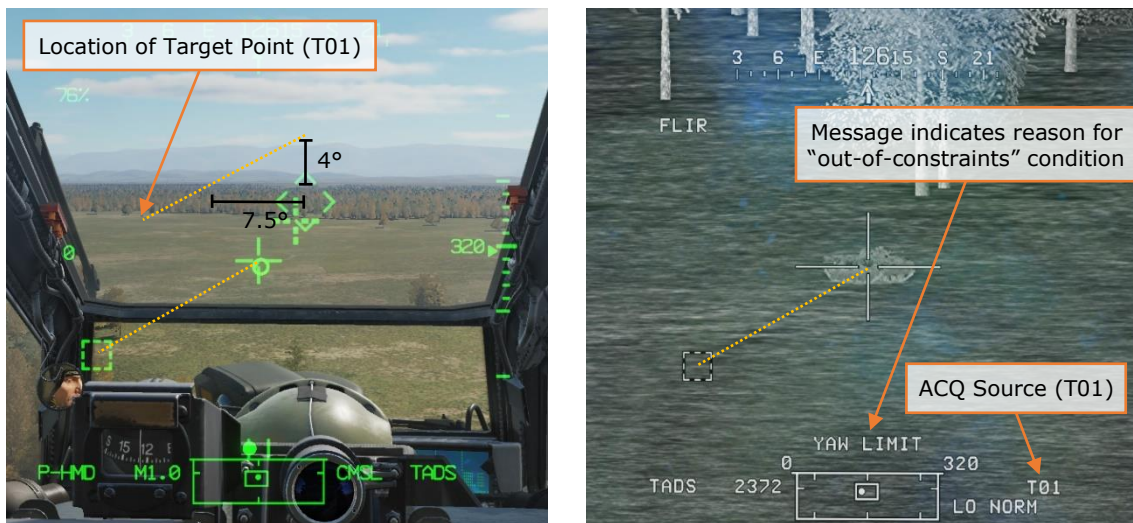 Location of Target Point (T01)
76%
4°
7.5°
0
320
15 12 E
P-HMD M1.0 CMSL TADS
3 6 E 12615 S 21
FLIR
Message indicates reason for
“out-of-constraints” condition
ACQ Source (T01)
YAW LIMIT
0 320
TADS 2372 T01
LO NORM